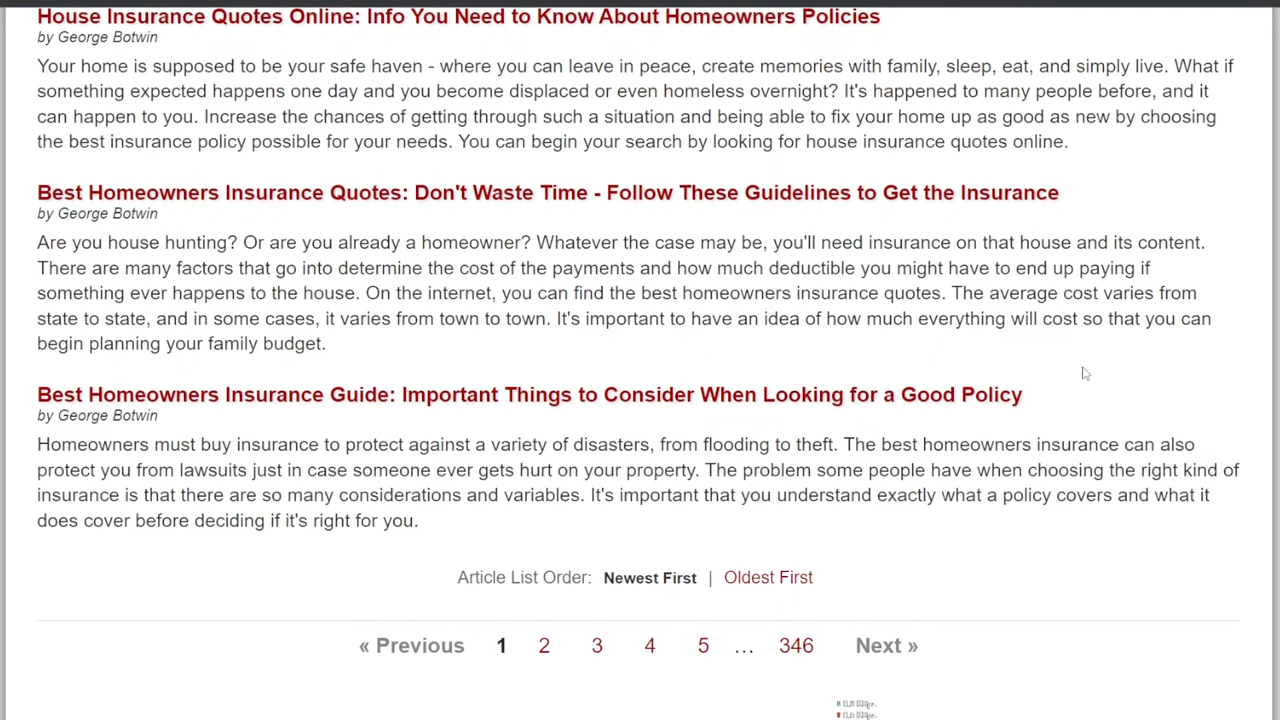 House Insurance Quotes Online: Info You Need to Know About Homeowners Policies
by George Botwin
Your home is supposed to be your safe haven - where you can leave in peace, create memories with family, sleep, eat, and simply live. What if
something expected happens one day and you become displaced or even homeless overnight? It's happened to many people before, and it
can happen to you. Increase the chances of getting through such a situation and being able to fix your home up as good as new by choosing
the best insurance policy possible for your needs. You can begin your search by looking for house insurance quotes online.
Best Homeowners Insurance Quotes: Don't Waste Time - Follow These Guidelines to Get the Insurance
by George Botwin
Are you house hunting? Or are you already a homeowner? Whatever the case may be, you'll need insurance on that house and its content.
There are many factors that go into determine the cost of the payments and how much deductible you might have to end up paying if
something ever happens to the house. On the internet, you can find the best homeowners insurance quotes. The average cost varies from
state to state, and in some cases, it varies from town to town. It's important to have an idea of how much everything will cost so that you can
begin planning your family budget.
Best Homeowners Insurance Guide: Important Things to Consider When Looking for a Good Policy
by George Botwin
Homeowners must buy insurance to protect against a variety of disasters, from flooding to theft. The best homeowners insurance can also
protect you from lawsuits just in case someone ever gets hurt on your property. The problem some people have when choosing the right kind of
insurance is that there are so many considerations and variables. It's important that you understand exactly what a policy covers and what it
does cover before deciding if it's right for you.
Article List Order: Newest First | Oldest First
« Previous 1 2 3 4 5 … 346 Next »